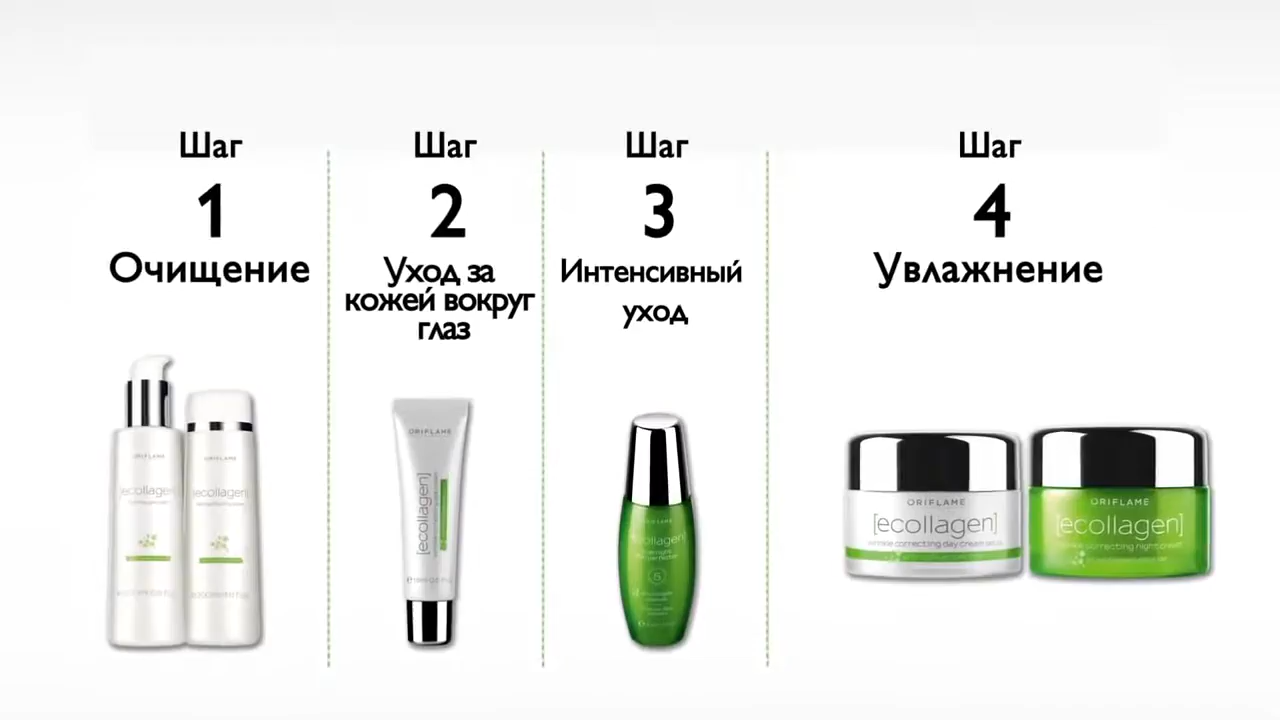 Шаг
1
Очищение
ORIFLAME
[ecollagen]
ORIFLAME
[ecollagen]
Шаг
2
Уход за
кожей вокруг
глаз
ORIFLAME
[ecollagen]
Шаг
3
Интенсивный
уход
ORIFLAME
[ecollagen]
Шаг
4
Увлажнение
ORIFLAME
[ecollagen]
wrinkle correcting day cream
ORIFLAME
[ecollagen]
wrinkle correcting night cream